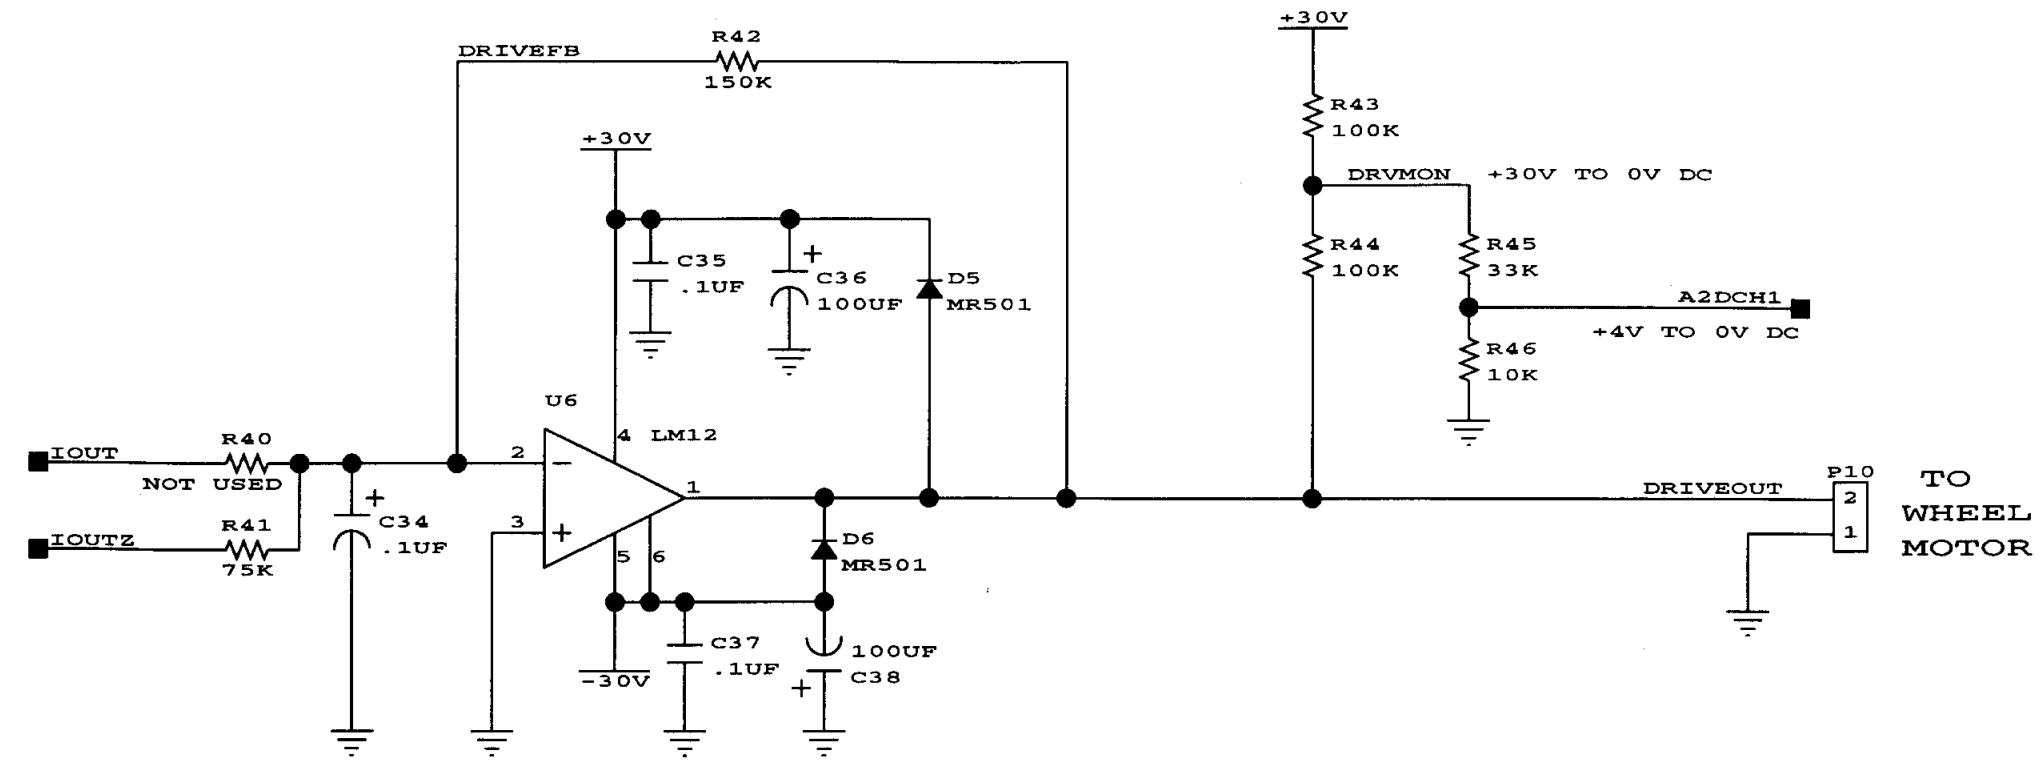 +30V
R42
DRIVEFB
150K
R43
100K
+30V
DRVMON +30V TO 0V DC
R44
100K
R45
33K
C35
.1UF
+
C36
100UF
D5
MR501
A2DCH1
+4V TO 0V DC
R46
10K
U6
4 LM12
IOUT
R40
NOT USED
2
-
1
3
+
5
6
IOUTZ
R41
75K
+
C34
.1UF
D6
MR501
DRIVEOUT
P10
2
1
TO
WHEEL
MOTOR
C37
.1UF
100UF
C38
+
-30V